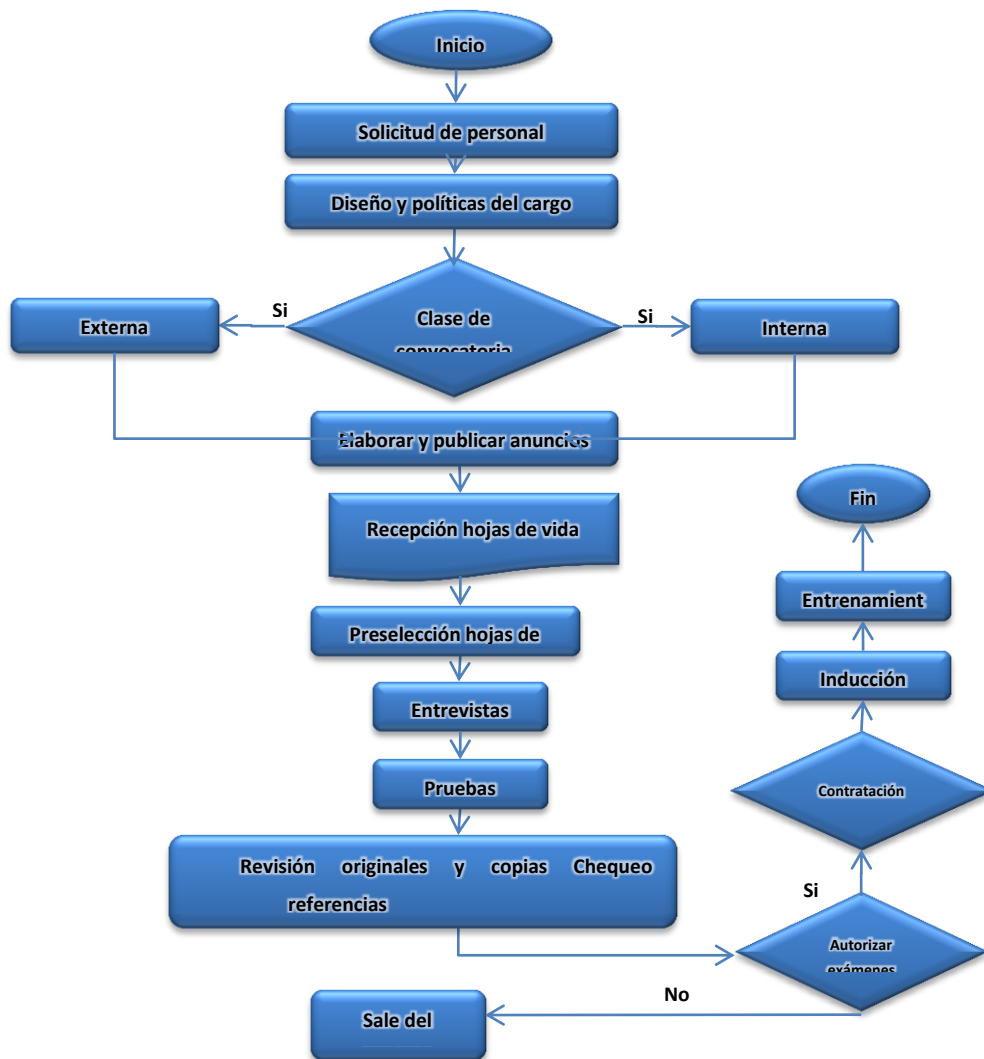 Inicio
Solicitud de personal
Diseño y políticas del cargo
Si
Si
Externa
Clase de
convocatoria
Interna
Elaborar y publicar anuncios
Recepción hojas de vida
Preselección hojas de
Entrevistas
Pruebas
Revisión originales y copias Chequeo
referencias
Autorizar
exámenes
No
Sale del
Si
Contratación
Inducción
Entrenamient
Fin